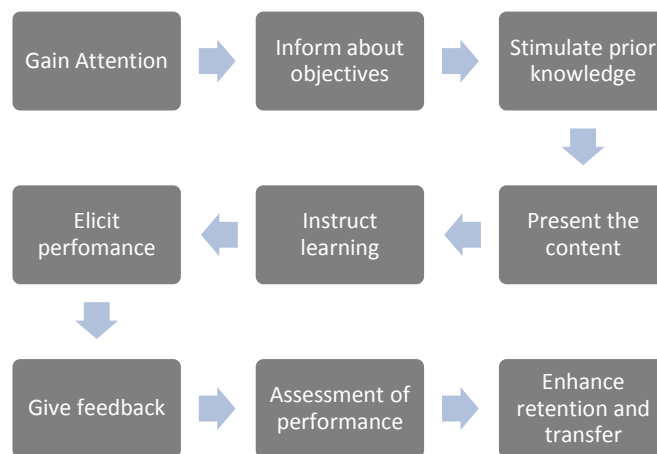 Gain Attention
Inform about
objectives
Stimulate prior
knowledge
Present the
content
Instruct
learning
Elicit
perfomance
Give feedback
Assessment of
performance
Enhance
retention and
transfer